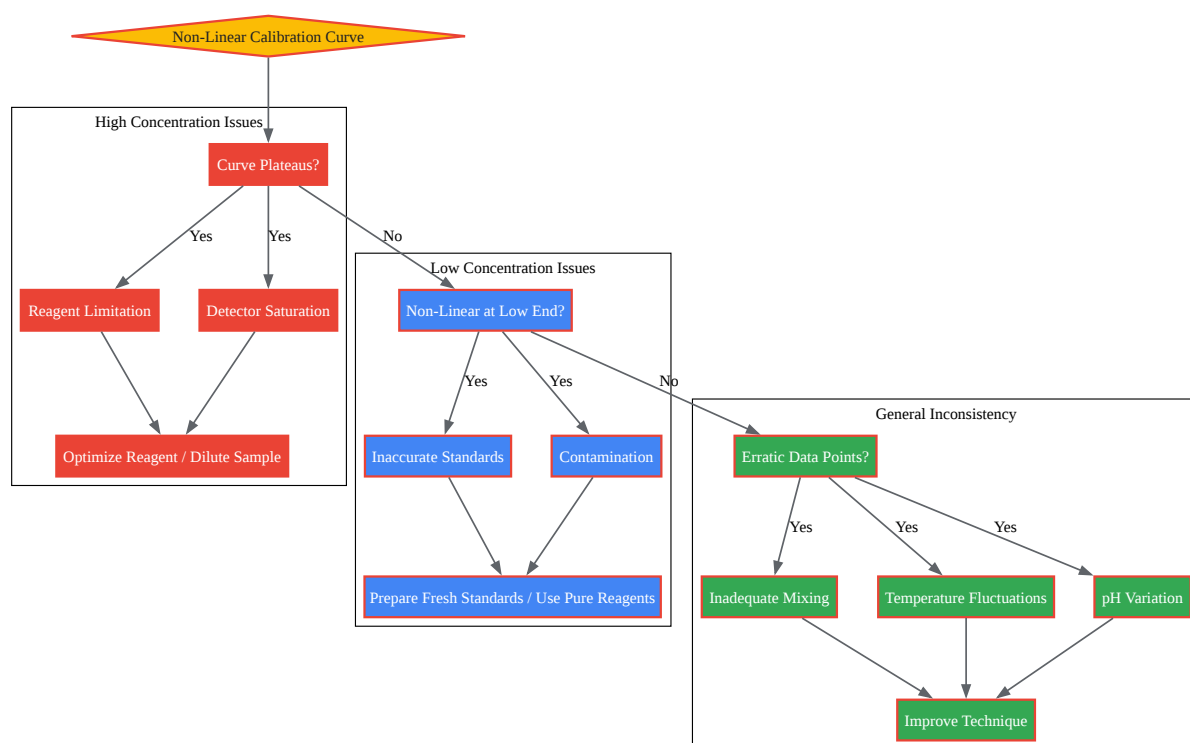 Non-Linear Calibration Curve
High Concentration Issues
Curve Plateaus?
Yes
Yes
No
Reagent Limitation
Detector Saturation
Optimize Reagent / Dilute Sample
Low Concentration Issues
Non-Linear at Low End?
Yes
Yes
No
Inaccurate Standards
Contamination
Prepare Fresh Standards / Use Pure Reagents
General Inconsistency
Erratic Data Points?
Yes
Yes
Yes
Inadequate Mixing
Temperature Fluctuations
pH Variation
Improve Technique